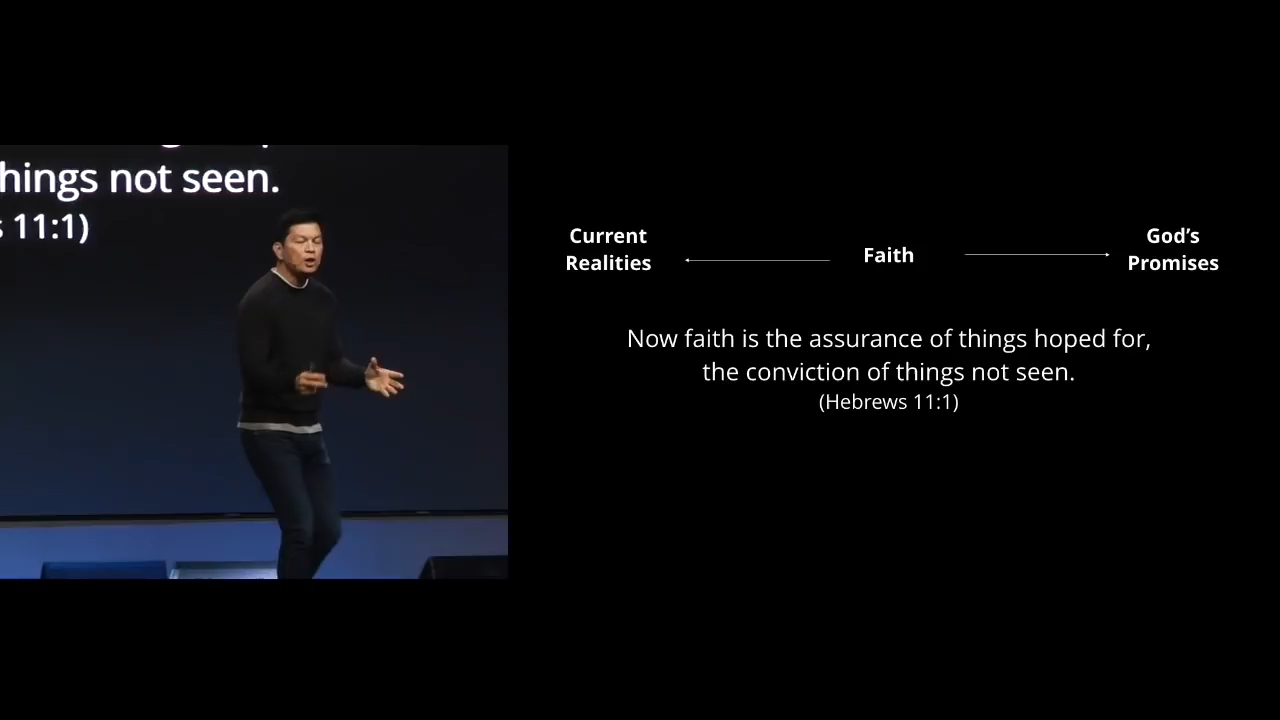 things not seen.
11:1)
Current
Realities
Faith
God’s
Promises
Now faith is the assurance of things hoped for,
the conviction of things not seen.
(Hebrews 11:1)